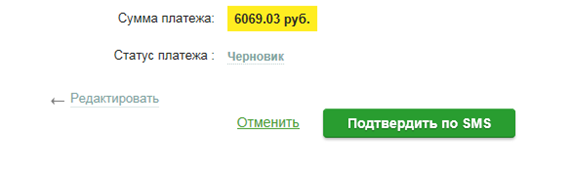 Сумма платежа: 6069.03 руб.
Статус платежа : Черновик
← Редактировать
Отменить Подтвердить по SMS